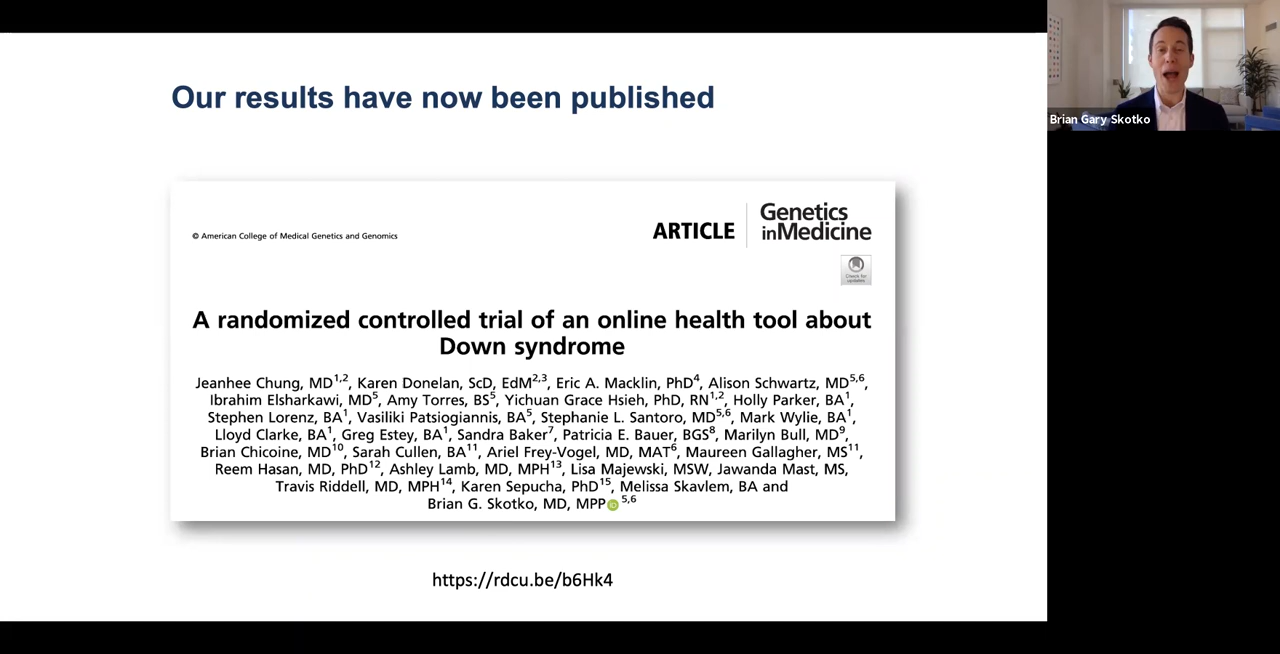 Our results have now been published
Brian Gary Skotko
© American College of Medical Genetics and Genomics
ARTICLE
Genetics
inMedicine
Check for
updates
A randomized controlled trial of an online health tool about
Down syndrome
Jeanhee Chung, MD1,2, Karen Donelan, ScD, EdM2,3, Eric A. Macklin, PhD4, Alison Schwartz, MD5,6,
Ibrahim Elsharkawi, MD5, Amy Torres, BS5, Yichuan Grace Hsieh, PhD, RN1,2, Holly Parker, BA1,
Stephen Lorenz, BA1, Vasiliki Patsiogiannis, BA5, Stephanie L. Santoro, MD5,6, Mark Wylie, BA1,
Lloyd Clarke, BA1, Greg Estey, BA1, Sandra Baker7, Patricia E. Bauer, BGS8, Marilyn Bull, MD9,
Brian Chicoine, MD10, Sarah Cullen, BA11, Ariel Frey-Vogel, MD, MAT6, Maureen Gallagher, MS11,
Reem Hasan, MD, PhD12, Ashley Lamb, MD, MPH13, Lisa Majewski, MSW, Jawanda Mast, MS,
Travis Riddell, MD, MPH14, Karen Sepucha, PhD15, Melissa Skavlem, BA and
Brian G. Skotko, MD, MPP iD 5,6
https://rdcu.be/b6Hk4